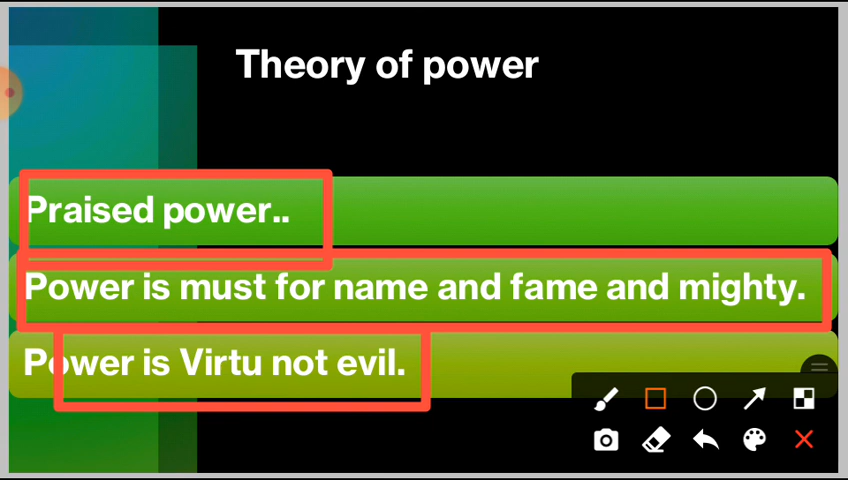 Theory of power
Praised power..
Power is must for name and fame and mighty.
Power is Virtu not evil.